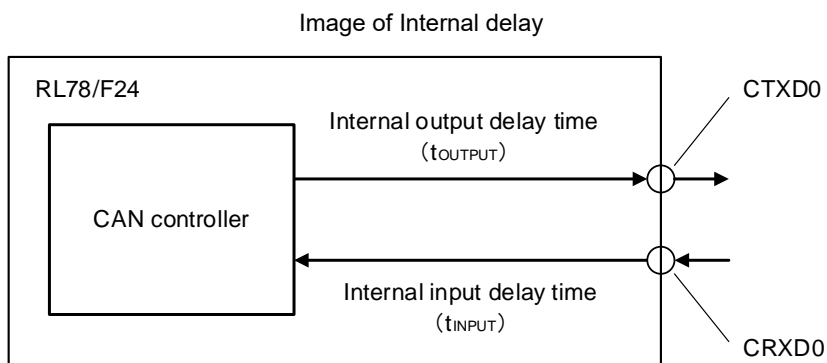 Image of Internal delay
RL78/F24
CTXD0
Internal output delay time
（tOUTPUT）
CAN controller
Internal input delay time
（tINPUT）
CRXD0